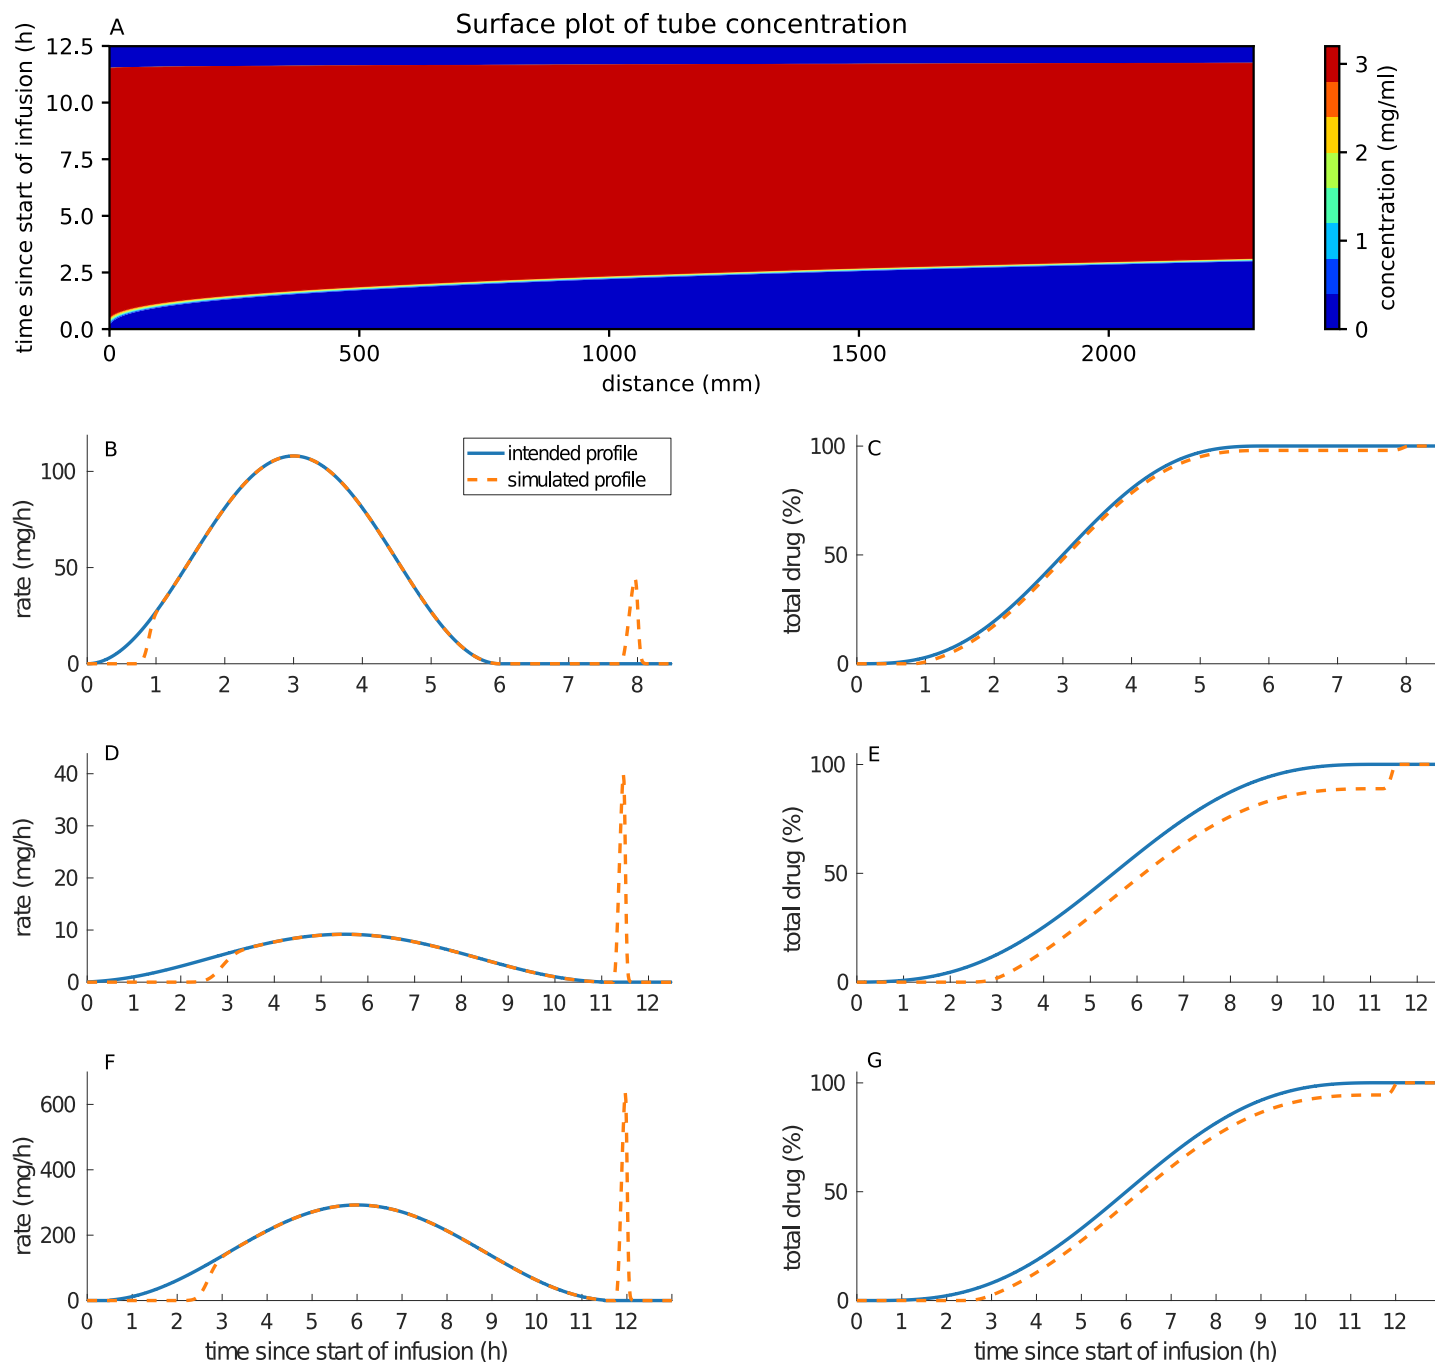 A
Surface plot of tube concentration
time since start of infusion (h)
12.5
10.0
7.5
5.0
2.5
0.0
0 500 1000 1500 2000
distance (mm)
3
2
1
0
concentration (mg/ml)
B
intended profile
simulated profile
rate (mg/h)
100
50
0
0 1 2 3 4 5 6 7 8
C
total drug (%)
100
50
0
0 1 2 3 4 5 6 7 8
D
rate (mg/h)
40
30
20
10
0
0 1 2 3 4 5 6 7 8 9 10 11 12
E
total drug (%)
100
50
0
0 1 2 3 4 5 6 7 8 9 10 11 12
F
rate (mg/h)
600
400
200
0
0 1 2 3 4 5 6 7 8 9 10 11 12
time since start of infusion (h)
G
total drug (%)
100
50
0
0 1 2 3 4 5 6 7 8 9 10 11 12
time since start of infusion (h)